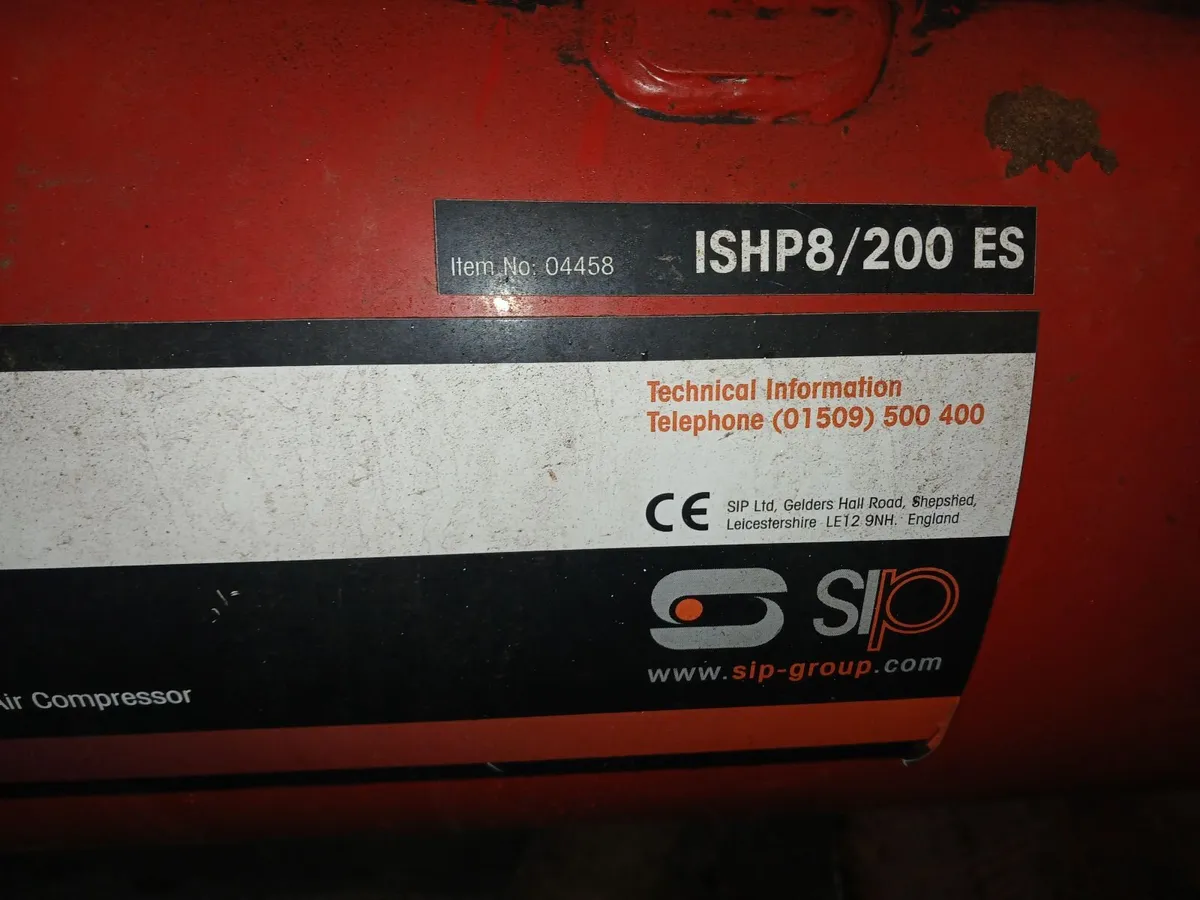 Item No: 04458 ISHP8/200 ES
Technical Information
Telephone (01509) 500 400
CE SIP Ltd, Gelders Hall Road, Shepshed,
Leicestershire LE12 9NH. England
SIP
www.sip-group.com
Air Compressor